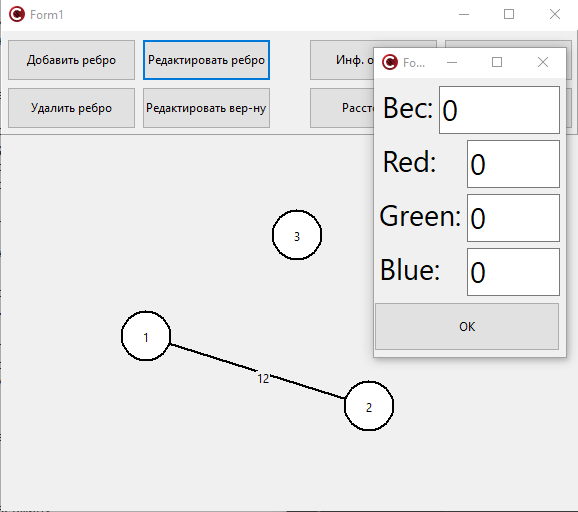 Form1
Добавить ребро
Редактировать ребро
Инф. о
Удалить ребро
Редактировать вер-ну
Fo...
Вес: 0
Red: 0
Green: 0
Blue: 0
OK
3
1
12
2